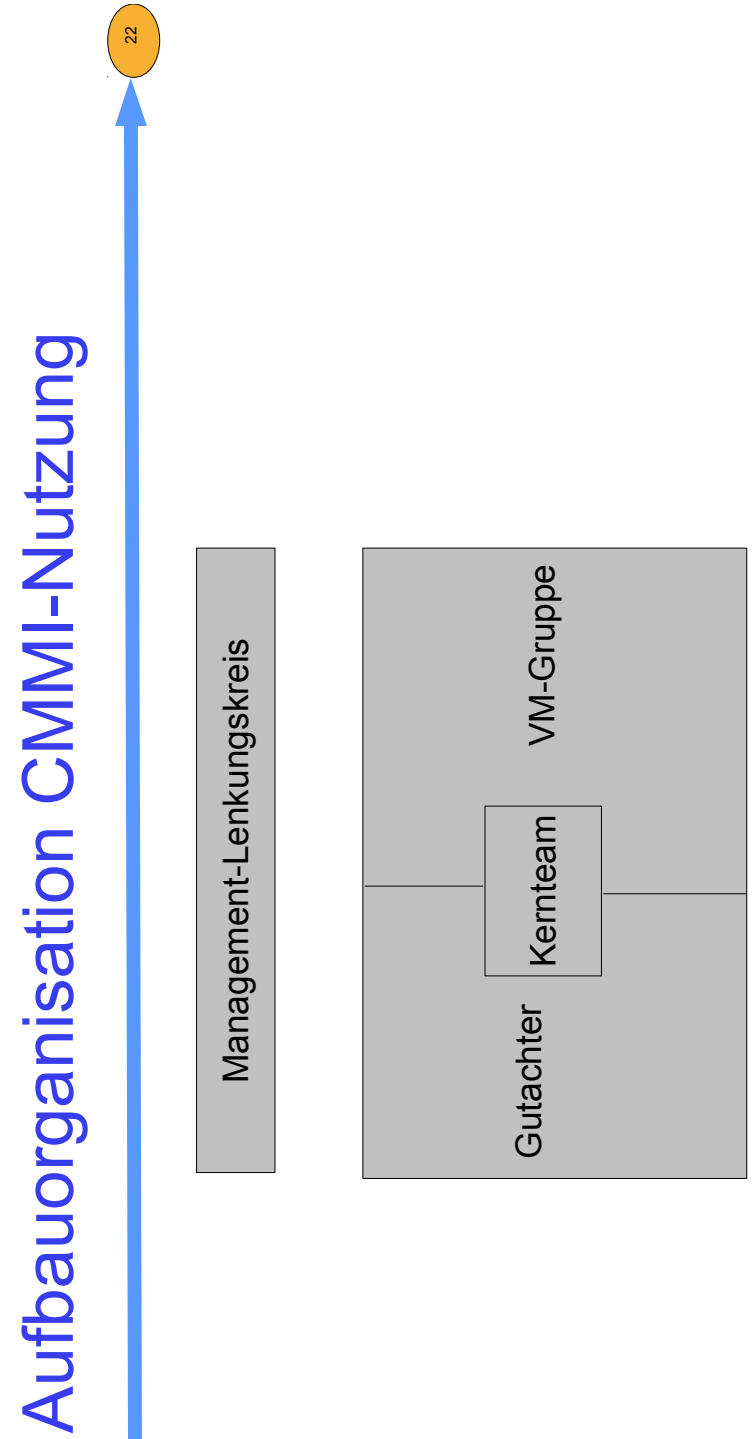 Aufbauorganisation CMMI-Nutzung
22
Management-Lenkungskreis
Gutachter
Kernteam
VM-Gruppe